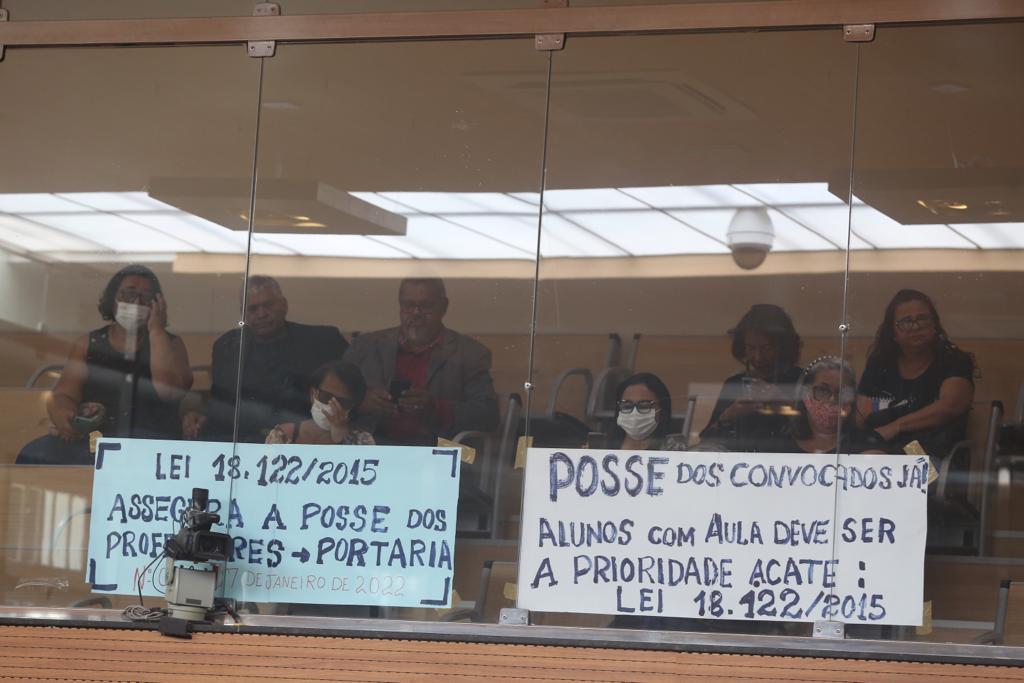 LEI 18.122/2015
ASSEGURA A POSSE DOS
PROFESSORES → PORTARIA
DE JANEIRO DE 2022
POSSE DOS CONVOCADOS JÁ!
ALUNOS COM AULA DEVE SER
A PRIORIDADE ACATE :
LEI 18.122/2015